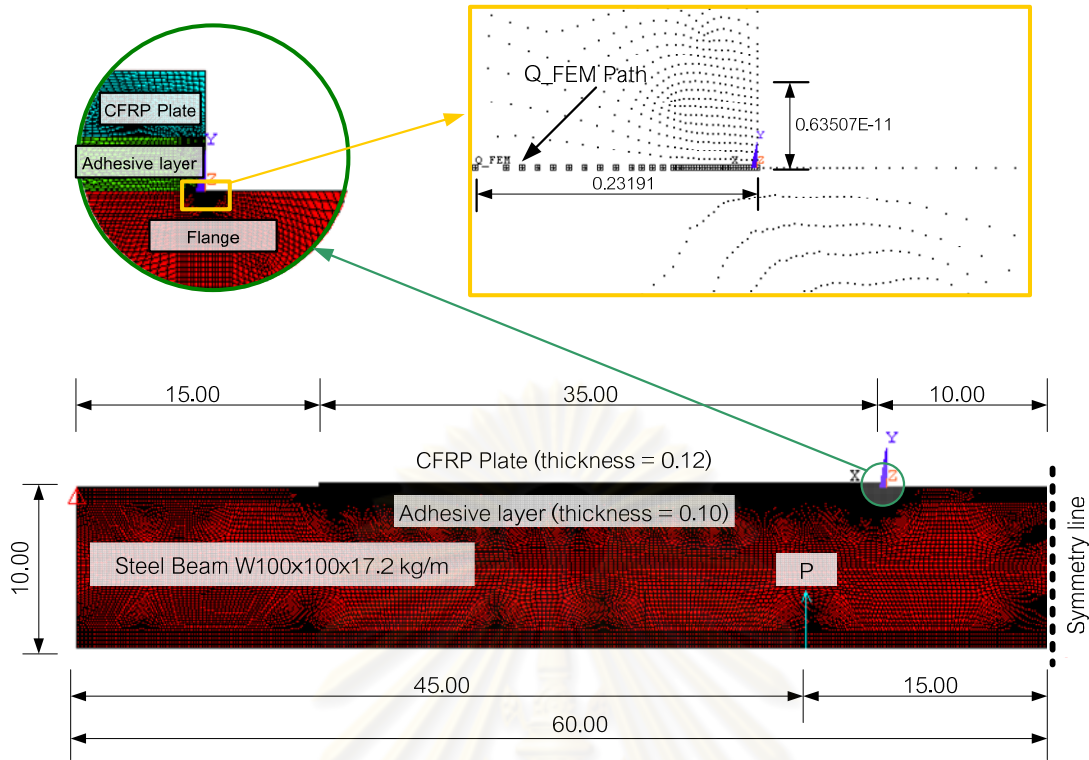 CFRP Plate
Adhesive layer
Flange
Y
Z
Q_FEM Path
0.63507E-11
Y
Q_FEM
X
Z
0.23191
15.00
35.00
10.00
CFRP Plate (thickness = 0.12)
Y
X
Z
Adhesive layer (thickness = 0.10)
10.00
Steel Beam W100x100x17.2 kg/m
P
Symmetry line
45.00
15.00
60.00